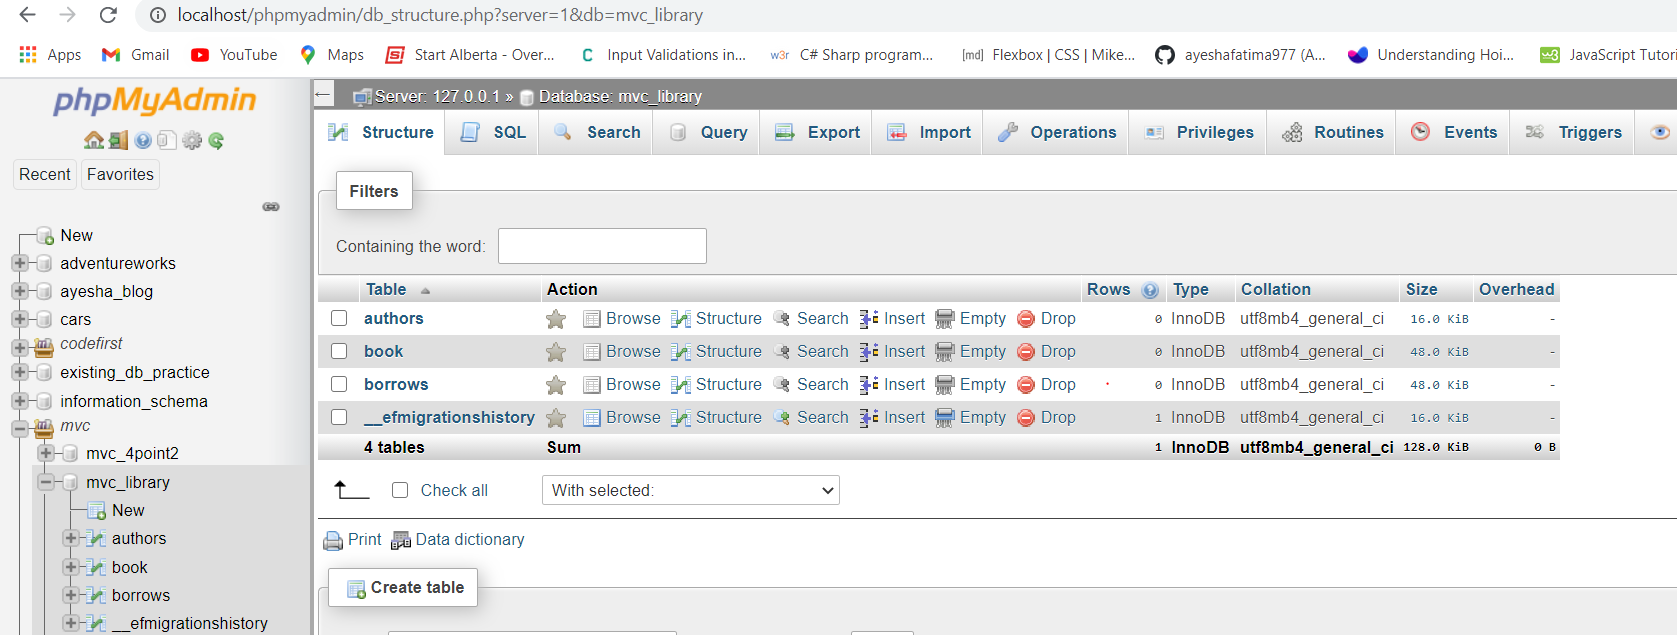 localhost/phpmyadmin/db_structure.php?server=1&db=mvc_library
Apps Gmail YouTube Maps Start Alberta - Over... Input Validations in... C# Sharp program... Flexbox | CSS | Mike... ayeshafatima977 (A... Understanding Hoi... JavaScript Tutori
phpMyAdmin
Recent Favorites
New
adventureworks
ayesha_blog
cars
codefirst
existing_db_practice
information_schema
mvc
mvc_4point2
mvc_library
New
authors
book
borrows
__efmigrationshistory
Server: 127.0.0.1 » Database: mvc_library
Structure SQL Search Query Export Import Operations Privileges Routines Events Triggers
Filters
Containing the word:
Table Action Rows Type Collation Size Overhead
authors Browse Structure Search Insert Empty Drop 0 InnoDB utf8mb4_general_ci 16.0 KiB -
book Browse Structure Search Insert Empty Drop 0 InnoDB utf8mb4_general_ci 48.0 KiB -
borrows Browse Structure Search Insert Empty Drop 0 InnoDB utf8mb4_general_ci 48.0 KiB -
__efmigrationshistory Browse Structure Search Insert Empty Drop 1 InnoDB utf8mb4_general_ci 16.0 KiB -
4 tables Sum 1 InnoDB utf8mb4_general_ci 128.0 KiB 0 B
Check all With selected:
Print Data dictionary
Create table